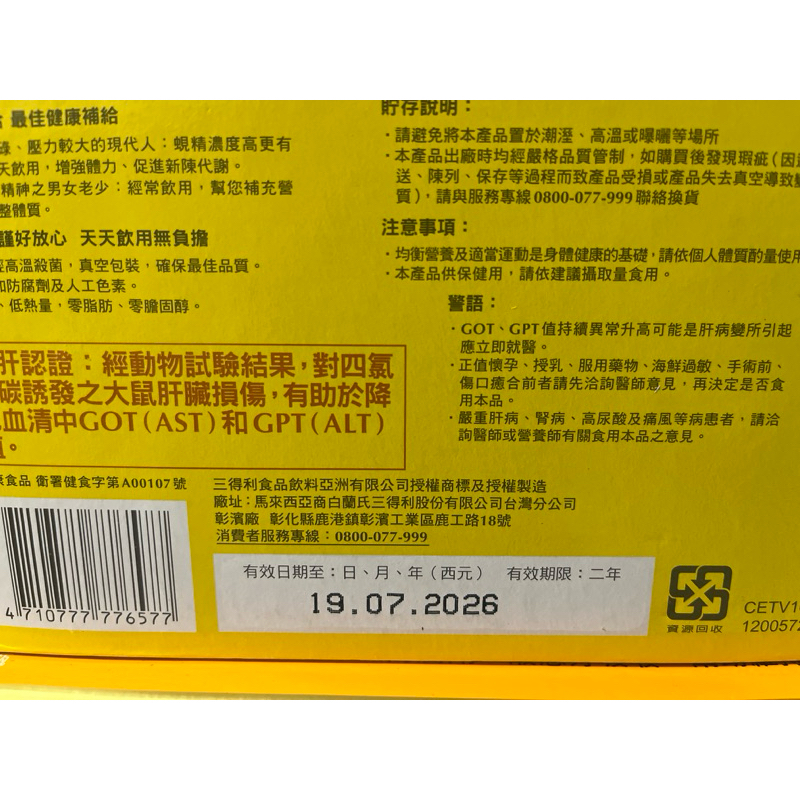 最佳健康補給
碌、壓力較大的現代人：蜆精濃度高更有
天飲用，增強體力、促進新陳代謝。
精神之男女老少：經常飲用，幫您補充營
整體質。
謹好放心 天天飲用無負擔
高溫殺菌，真空包裝，確保最佳品質。
防腐劑及人工色素。
、低熱量，零脂肪、零膽固醇。
肝認證：經動物試驗結果，對四氯
碳誘發之大鼠肝臟損傷，有助於降
血清中GOT(AST)和GPT(ALT)
。
食品 衛署健食字第A00107號
貯存說明：
·請避免將本產品置於潮溼、高溫或曝曬等場所
·本產品出廠時均經嚴格品質管制，如購買後發現瑕疵（因
送、陳列、保存等過程而致產品受損或產品失去真空導致
質），請與服務專線0800-077-999聯絡換貨
注意事項：
·均衡營養及適當運動是身體健康的基礎，請依個人體質酌量使用
·本產品供保健用，請依建議攝取量食用。
警語：
·GOT、GPT值持續異常升高可能是肝病變所引起
應立即就醫。
·正值懷孕、授乳、服用藥物、海鮮過敏、手術前、
傷口癒合前者請先洽詢醫師意見，再決定是否食
用本品。
·嚴重肝病、腎病、高尿酸及痛風等病患者，請洽
詢醫師或營養師有關食用本品之意見。
三得利食品飲料亞洲有限公司授權商標及授權製造
廠址：馬來西亞商白蘭氏三得利股份有限公司台灣分公司
彰濱廠 彰化縣鹿港鎮彰濱工業區鹿工路18號
消費者服務專線：0800-077-999
有效日期至：日、月、年（西元） 有效期限：二年
19.07.2026
4 710777 776577
資源回收
CETV1
120057